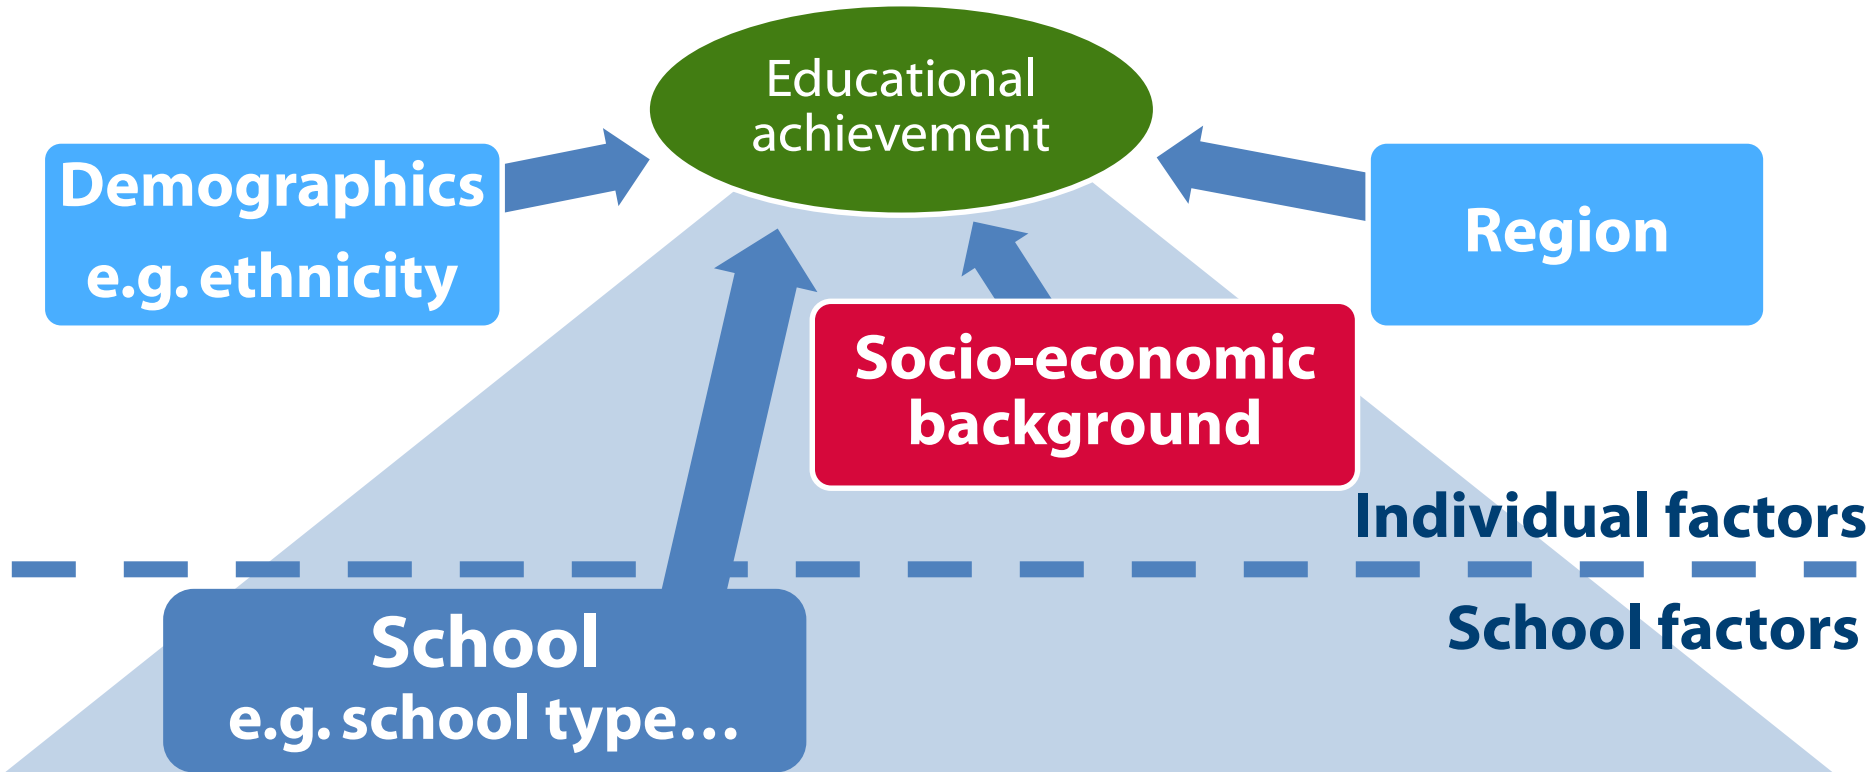 Educational
achievement
Demographics
e.g. ethnicity
Region
Socio-economic
background
Individual factors
School factors
School
e.g. school type…